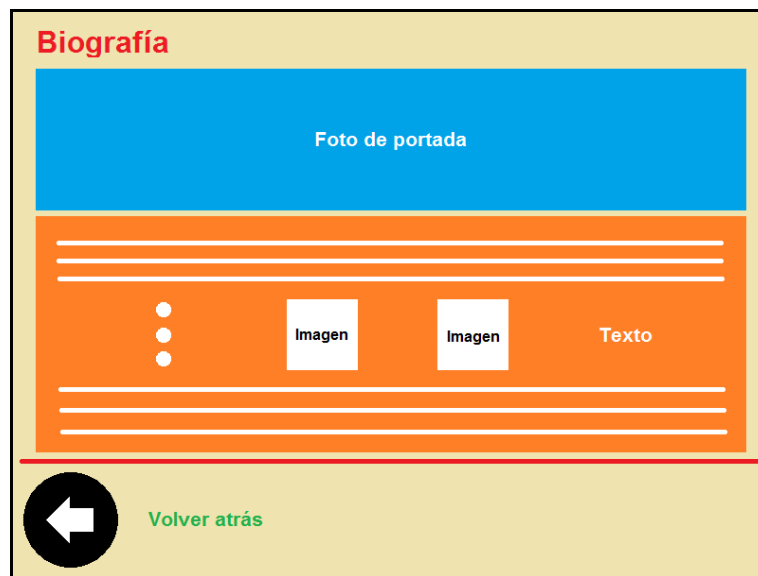 Biografía
Foto de portada
Imagen
Imagen
Texto
Volver atrás